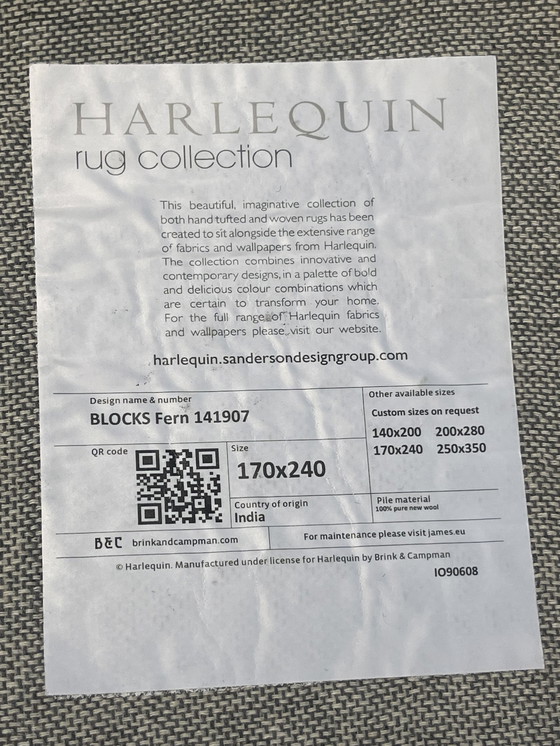 HARLEQUIN
rug collection
This beautiful, imaginative collection of
both hand tufted and woven rugs has been
created to sit alongside the extensive range
of fabrics and wallpapers from Harlequin.
The collection combines innovative and
contemporary designs, in a palette of bold
and delicious colour combinations which
are certain to transform your home.
For the full range of Harlequin fabrics
and wallpapers please visit our website.
harlequin.sandersondesigngroup.com
Design name & number
BLOCKS Fern 141907
Other available sizes
Custom sizes on request
140x200 200x280
170x240 250x350
QR code
Size
170x240
Country of origin
India
Pile material
100% pure new wool
B&C brinkandcampman.com
For maintenance please visit james.eu
© Harlequin. Manufactured under license for Harlequin by Brink & Campman
IO90608